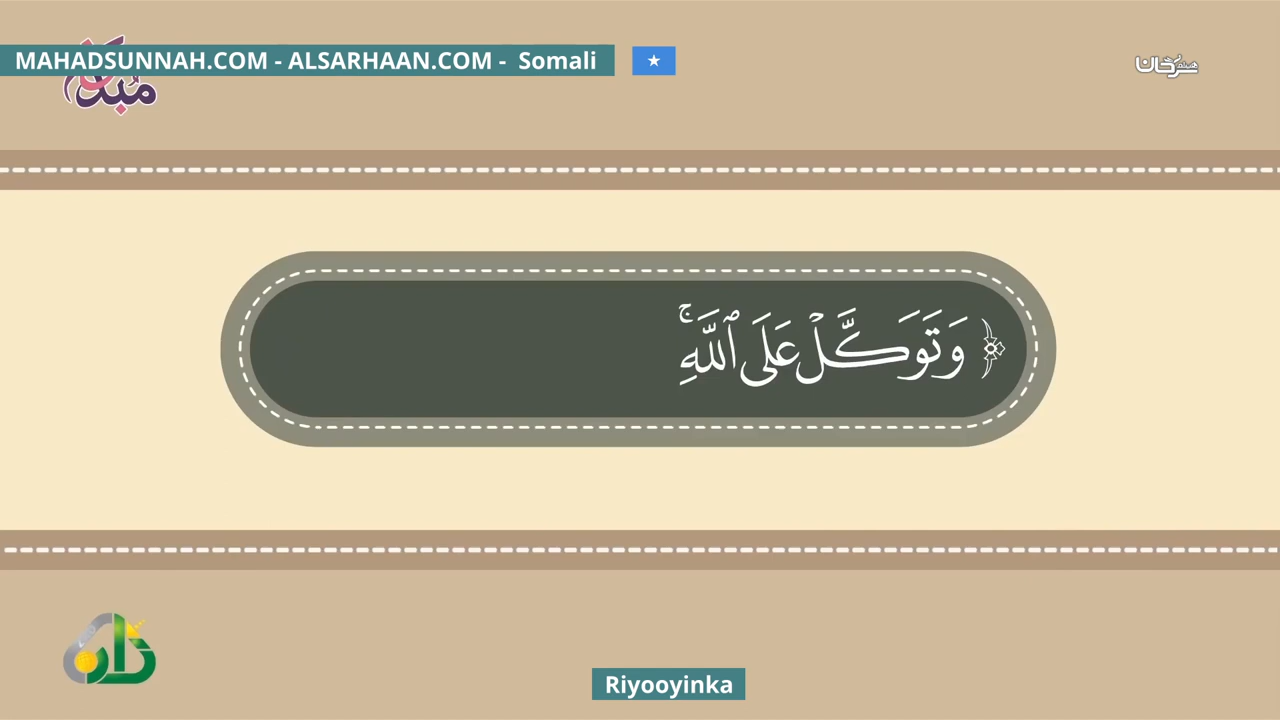 MAHADSUNNAH.COM - ALSARHAAN.COM - Somali
﴿ وَتَوَكَّلْ عَلَى ٱللَّهِۚ
Riyooyinka